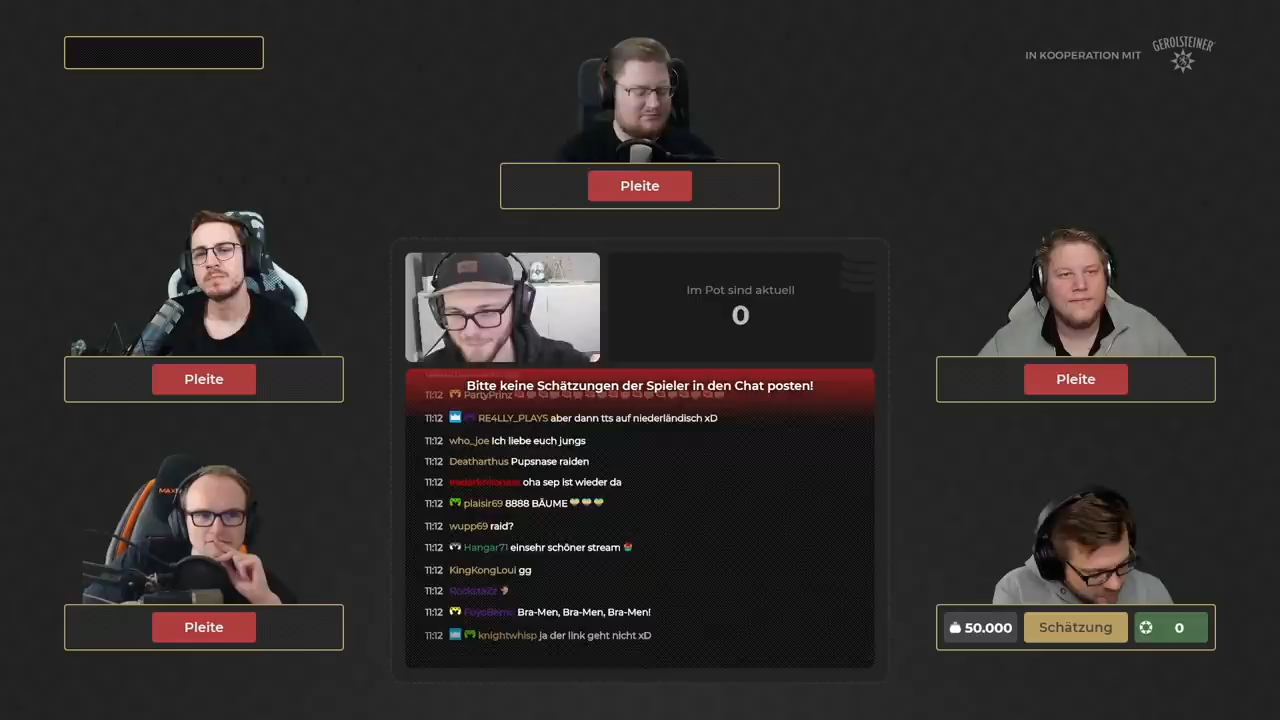 IN KOOPERATION MIT
GEROLSTEINER
Pleite
Pleite
Im Pot sind aktuell
0
Pleite
Bitte keine Schätzungen der Spieler in den Chat posten!
11:12 PartyPrinz
11:12 RE4LLY_PLAYS aber dann tts auf niederländisch xD
11:12 who_joe Ich liebe euch jungs
11:12 Deatharthus Pupsnase raiden
11:12 oha sep ist wieder da
11:12 plaisir69 8888 BÄUME
11:12 wupp69 raid?
11:12 Hangar71 einsehr schöner stream
11:12 KingKongLoui gg
11:12
11:12 Bra-Men, Bra-Men, Bra-Men!
11:12 knightwhisp ja der link geht nicht xD
Pleite
50.000 Schätzung 0